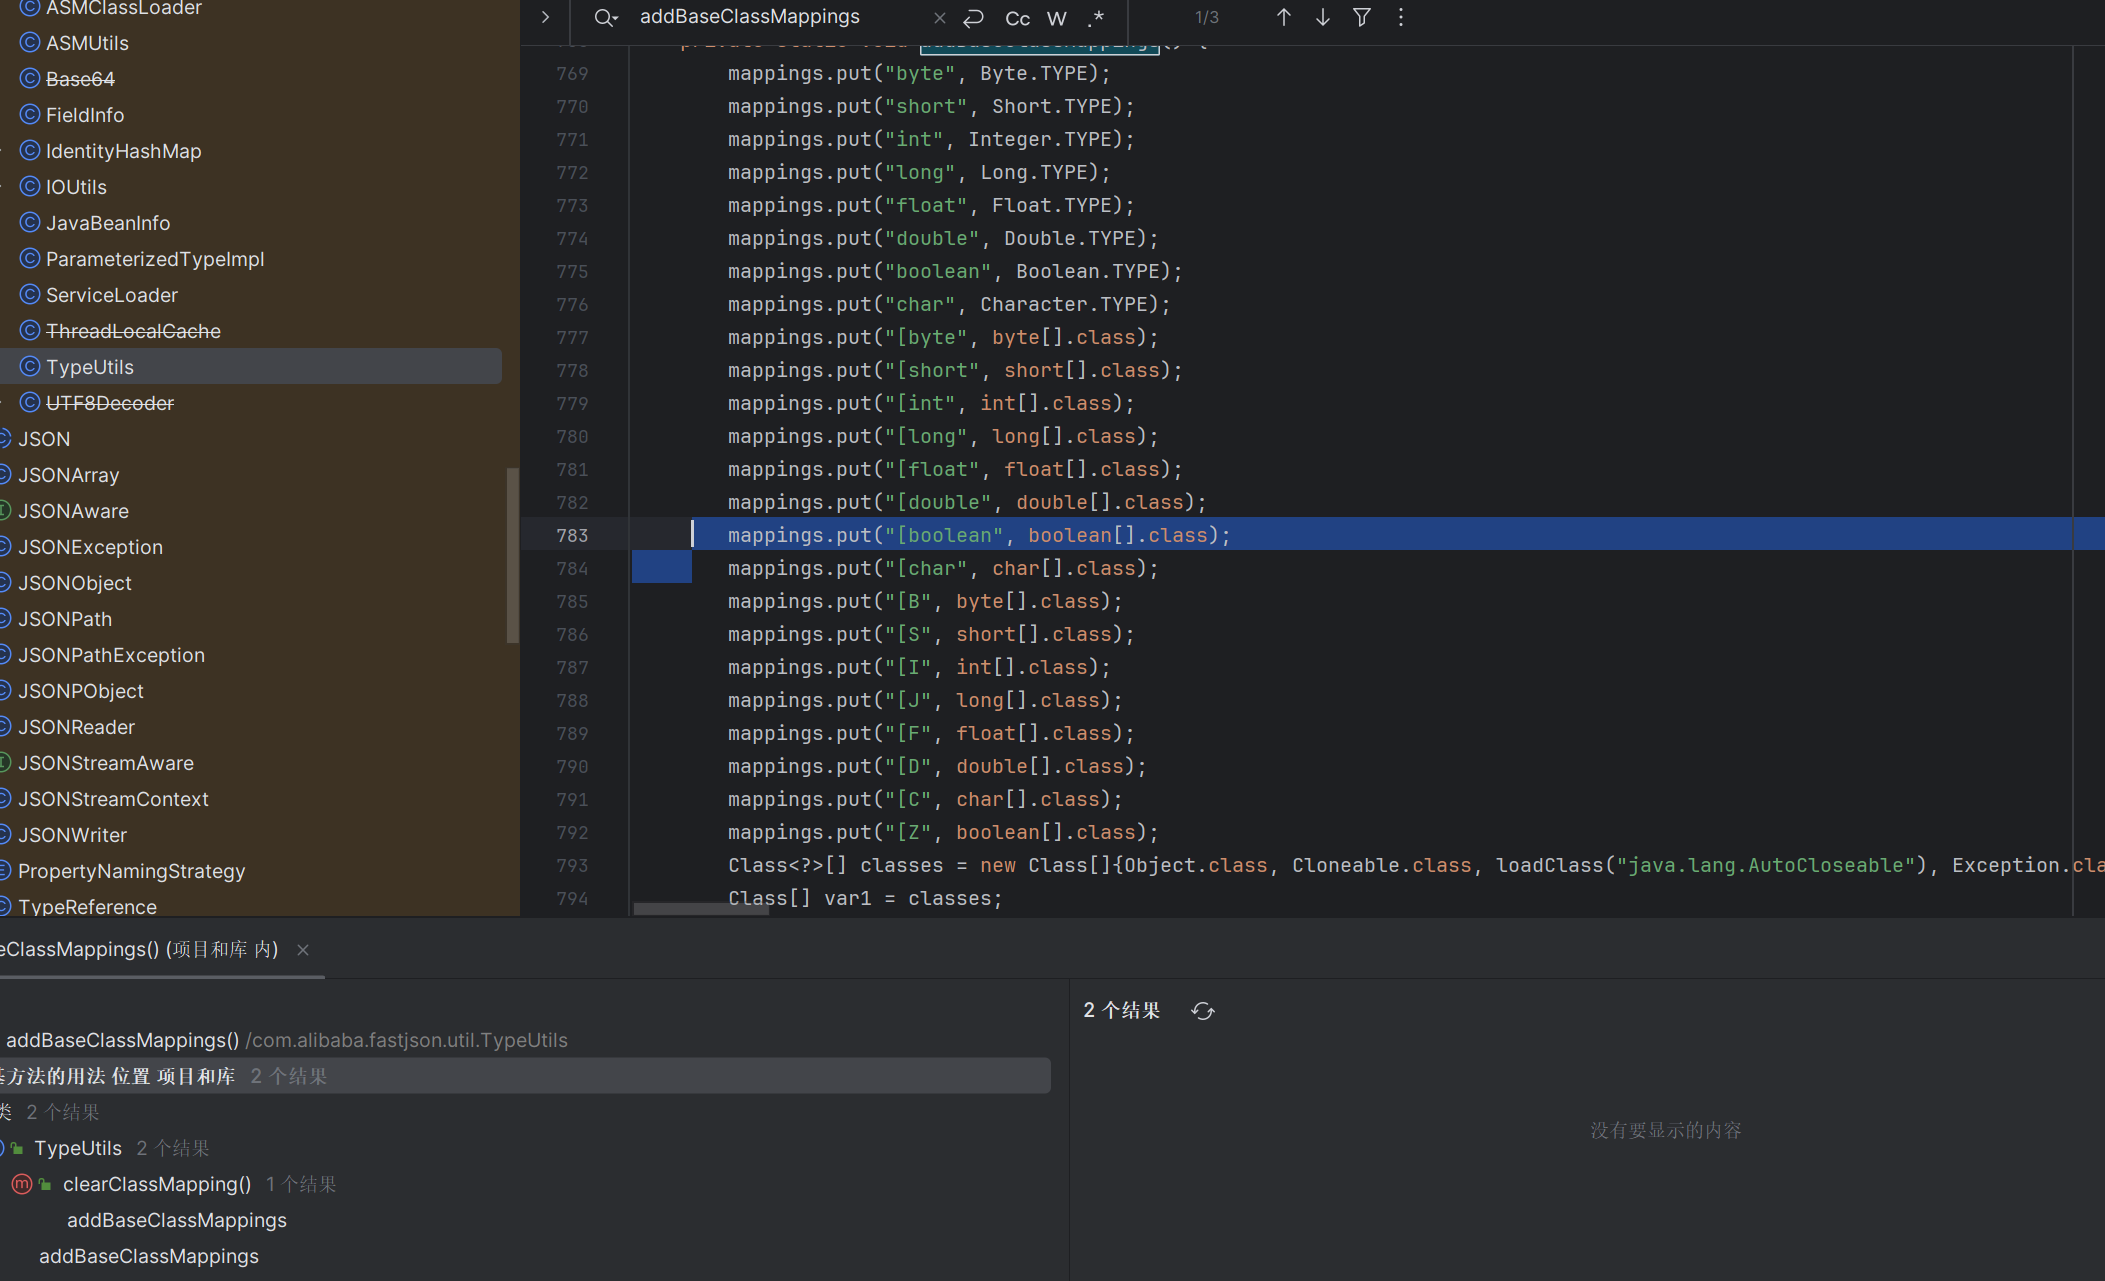 ASMClassLoader
ASMUtils
Base64
FieldInfo
IdentityHashMap
IOUtils
JavaBeanInfo
ParameterizedTypeImpl
ServiceLoader
ThreadLocalCache
TypeUtils
UTF8Decoder
JSON
JSONArray
JSONAware
JSONException
JSONObject
JSONPath
JSONPathException
JSONPObject
JSONReader
JSONStreamAware
JSONStreamContext
JSONWriter
PropertyNamingStrategy
TypeReference
addBaseClassMappings
Cc W .* 1/3
769 mappings.put("byte", Byte.TYPE);
770 mappings.put("short", Short.TYPE);
771 mappings.put("int", Integer.TYPE);
772 mappings.put("long", Long.TYPE);
773 mappings.put("float", Float.TYPE);
774 mappings.put("double", Double.TYPE);
775 mappings.put("boolean", Boolean.TYPE);
776 mappings.put("char", Character.TYPE);
777 mappings.put("[byte", byte[].class);
778 mappings.put("[short", short[].class);
779 mappings.put("[int", int[].class);
780 mappings.put("[long", long[].class);
781 mappings.put("[float", float[].class);
782 mappings.put("[double", double[].class);
783 mappings.put("[boolean", boolean[].class);
784 mappings.put("[char", char[].class);
785 mappings.put("[B", byte[].class);
786 mappings.put("[S", short[].class);
787 mappings.put("[I", int[].class);
788 mappings.put("[J", long[].class);
789 mappings.put("[F", float[].class);
790 mappings.put("[D", double[].class);
791 mappings.put("[C", char[].class);
792 mappings.put("[Z", boolean[].class);
793 Class<?>[] classes = new Class[]{Object.class, Cloneable.class, loadClass("java.lang.AutoCloseable"), Exception.cla
794 Class[] var1 = classes;
eClassMappings() (项目和库 内)
addBaseClassMappings() /com.alibaba.fastjson.util.TypeUtils
方法的用法 位置 项目和库 2 个结果
类 2 个结果
TypeUtils 2 个结果
clearClassMapping() 1 个结果
addBaseClassMappings
addBaseClassMappings
2 个结果
没有要显示的内容